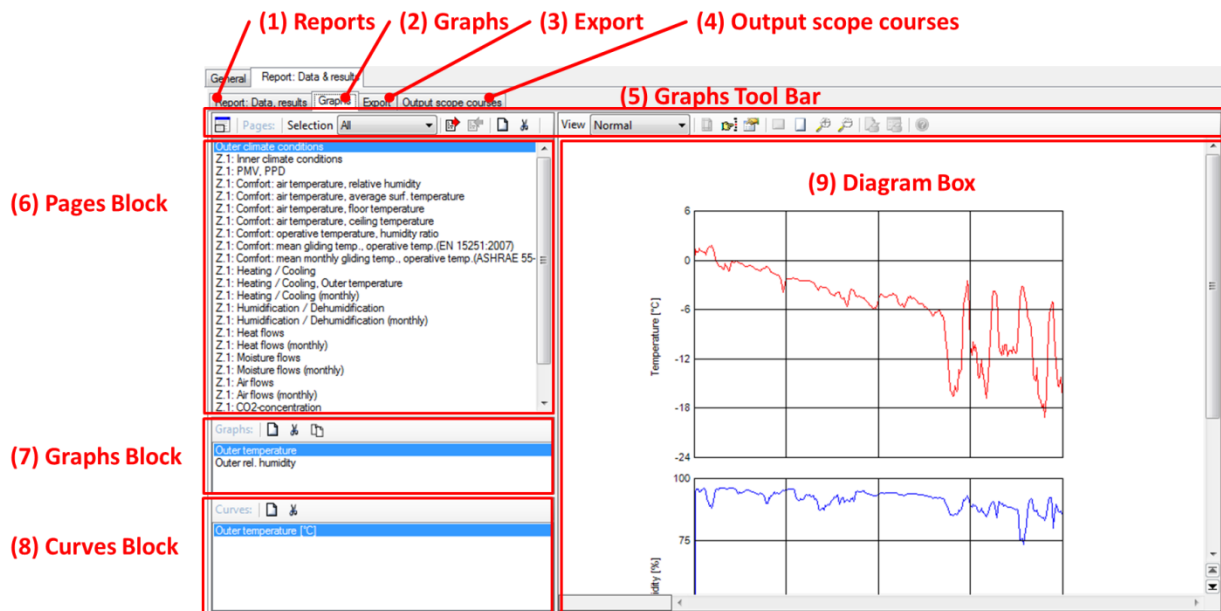 (1) Reports (2) Graphs (3) Export (4) Output scope courses
General Report: Data & results
Report: Data, results Graphs Export Output scope courses
(5) Graphs Tool Bar
Pages: Selection All View Normal
Outer climate conditions
Z.1: Inner climate conditions
Z.1: PMV, PPD
Z.1: Comfort: air temperature, relative humidity
Z.1: Comfort: air temperature, average surf. temperature
Z.1: Comfort: air temperature, floor temperature
Z.1: Comfort: air temperature, ceiling temperature
Z.1: Comfort: operative temperature, humidity ratio
Z.1: Comfort: mean gliding temp., operative temp.(EN 15251:2007)
Z.1: Comfort: mean monthly gliding temp., operative temp.(ASHRAE 55-
Z.1: Heating / Cooling
Z.1: Heating / Cooling, Outer temperature
Z.1: Heating / Cooling (monthly)
Z.1: Humidification / Dehumidification
Z.1: Humidification / Dehumidification (monthly)
Z.1: Heat flows
Z.1: Heat flows (monthly)
Z.1: Moisture flows
Z.1: Moisture flows (monthly)
Z.1: Air flows
Z.1: Air flows (monthly)
Z.1: CO2-concentration
(6) Pages Block
Graphs:
Outer temperature
Outer rel. humidity
(7) Graphs Block
Curves:
Outer temperature [°C]
(8) Curves Block
(9) Diagram Box
6
0
-6
-12
-18
-24
Temperature [°C]
100
75
idity [%]